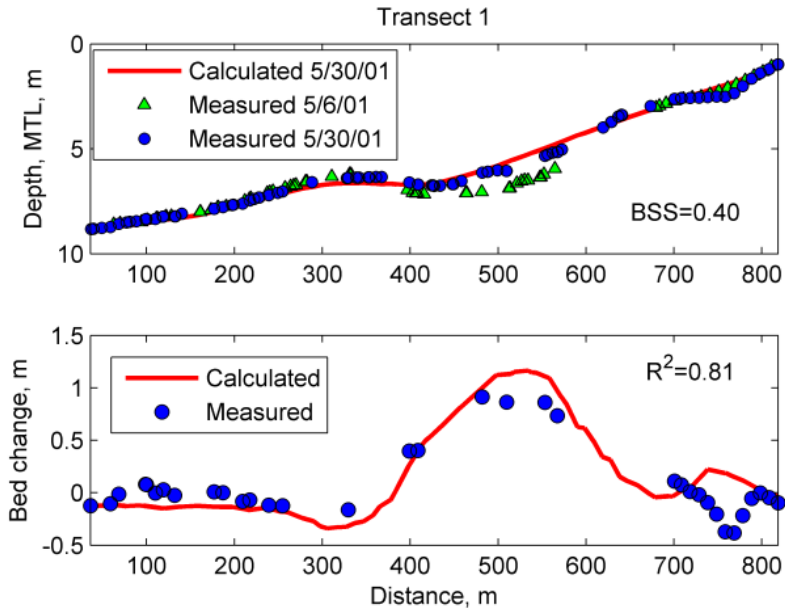 Transect 1
0
5
10
Depth, MTL, m
Calculated 5/30/01
Measured 5/6/01
Measured 5/30/01
BSS=0.40
100 200 300 400 500 600 700 800
1.5
1
0.5
0
-0.5
Bed change, m
Calculated
Measured
R²=0.81
100 200 300 400 500 600 700 800
Distance, m